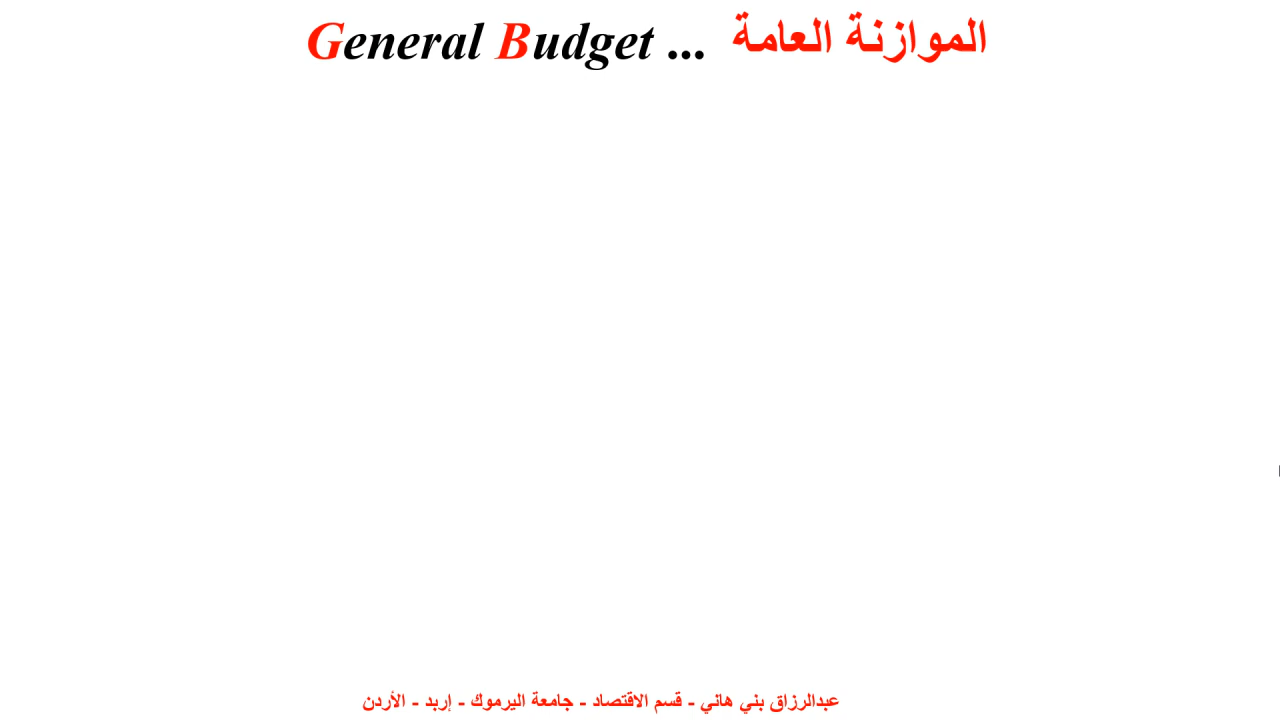 General Budget ... الموازنة العامة
عبدالرزاق بني هاني - قسم الاقتصاد - جامعة اليرموك - إربد - الأردن